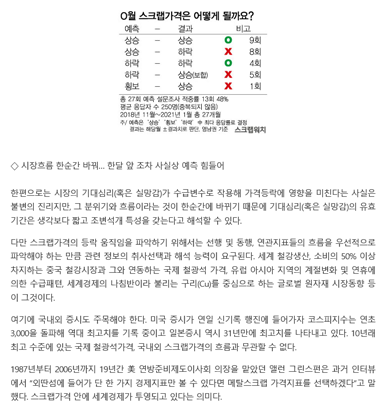 O월 스크랩가격은 어떻게 될까요?
예측 – 결과 비고
상승 – 상승 O 9회
상승 – 하락 X 8회
하락 – 하락 O 4회
하락 – 상승(보합) X 5회
횡보 – 상승 X 1회
총 27회 예측 설문조사 적중률 13회 48%
평균 응답자 수 250명(중복되지 않음)
2018년 11월~2021년 1월 총 27개월
주/ 예측은 '상승' '횡보' '하락' 중 최다 응답률로 결정
결과는 해당월 ±결과치로 판단, 영남권 기준 스크랩워치
◇ 시장흐름 한순간 바꿔... 한달 앞 조차 사실상 예측 힘들어
한편으로는 시장의 기대심리(혹은 실망감)가 수급변수로 작용해 가격등락에 영향을 미친다는 사실은
불변의 진리지만, 그 분위기와 흐름이라는 것이 한순간에 바뀌기 때문에 기대심리(혹은 실망감)의 유효
기간은 생각보다 짧고 조변석개 특성을 갖는다고 해석할 수 있다.
다만 스크랩가격의 등락 움직임을 파악하기 위해서는 선행 및 동행, 연관지표들의 흐름을 우선적으로
파악해야 하는 만큼 관련 정보의 취사선택과 해석 능력이 요구된다. 세계 철강생산, 소비의 50% 이상
차지하는 중국 철강시장과 그와 연동하는 국제 철광석 가격, 유럽 아시아 지역의 계절변화 및 연휴에
의한 수급패턴, 세계경제의 나침반이라 불리는 구리(Cu)를 중심으로 하는 글로벌 원자재 시장동향 등
이 그것이다.
여기에 국내외 증시도 주목해야 한다. 미국 증시가 연일 신기록 행진에 들어가자 코스피지수는 연초
3,000을 돌파해 역대 최고치를 기록 중이고 일본증시 역시 31년만에 최고치를 나타내고 있다. 10년래
최고 수준에 있는 국제 철광석가격, 국내외 스크랩가격의 흐름과 무관할 수 없다.
1987년부터 2006년까지 19년간 美 연방준비제도이사회 의장을 맡았던 앨런 그린스펀은 과거 인터뷰
에서 "외딴섬에 들어가 단 한 가지 경제지표만 볼 수 있다면 메탈스크랩 가격지표를 선택하겠다"고 말
했다. 스크랩가격 안에 세계경제가 투영되고 있다는 의미다.